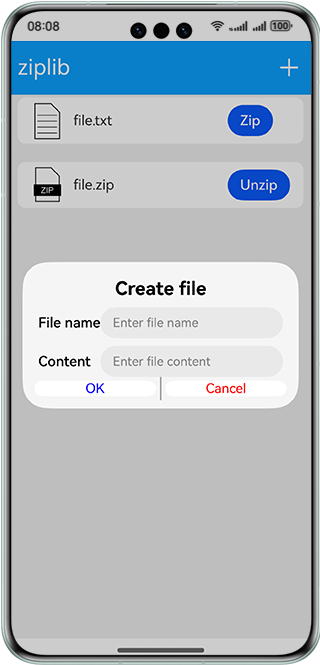 08:08 100
ziplib +
file.txt Zip
ZIP file.zip Unzip
Create file
File name Enter file name
Content Enter file content
OK Cancel